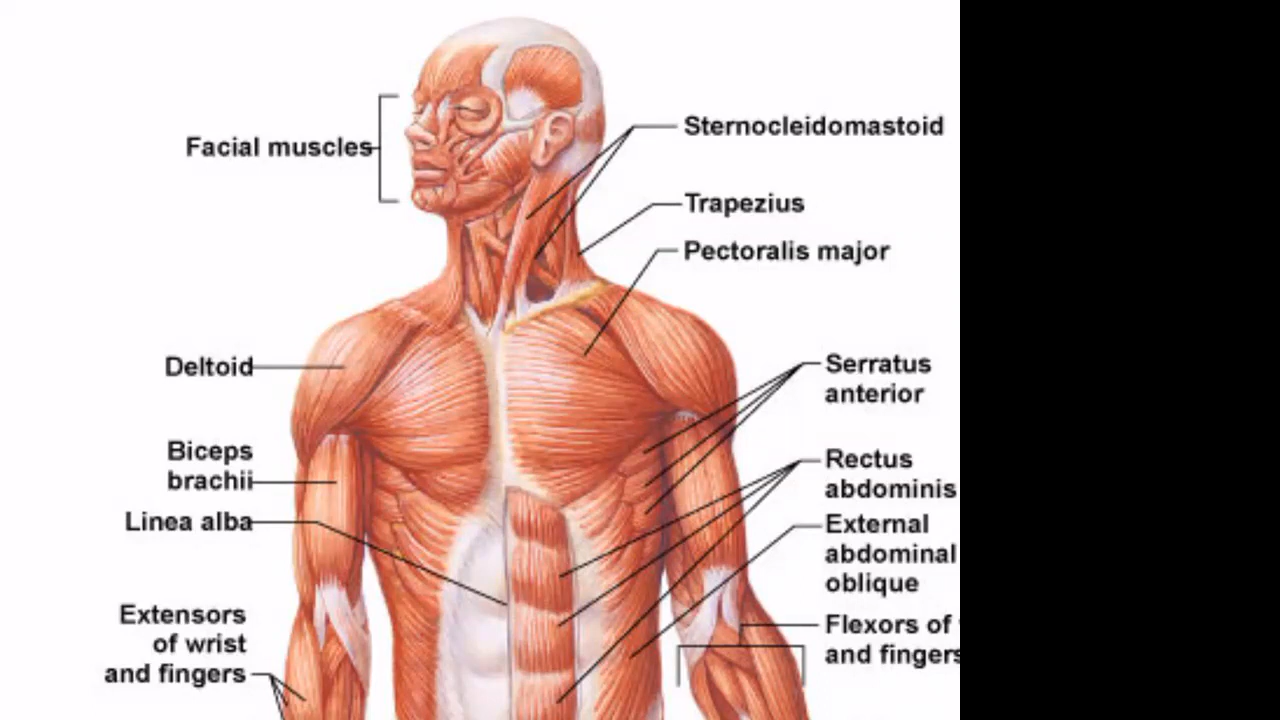 Facial muscles
Sternocleidomastoid
Trapezius
Pectoralis major
Deltoid
Serratus
anterior
Biceps
brachii
Rectus
abdominis
Linea alba
External
abdominal
oblique
Extensors
of wrist
and fingers
Flexors of
and fingers